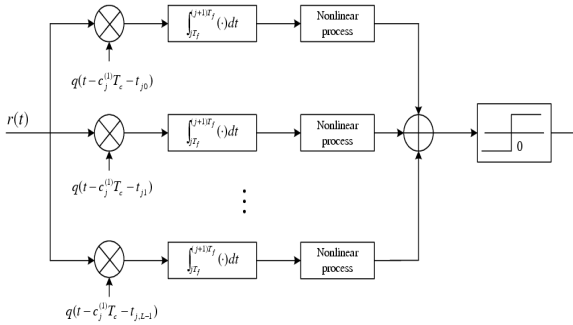 ∫_{jT_f}^{(j+1)T_f} (·)dt
Nonlinear
process
q(t−c_j^{(1)}T_c−t_{j0})
r(t)
∫_{jT_f}^{(j+1)T_f} (·)dt
Nonlinear
process
0
q(t−c_j^{(1)}T_c−t_{j1})
⋮
∫_{jT_f}^{(j+1)T_f} (·)dt
Nonlinear
process
q(t−c_j^{(1)}T_c−t_{j,L−1})